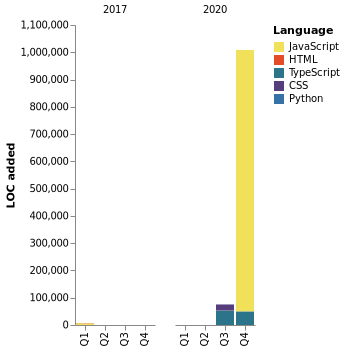 2017
2020
Language
JavaScript
HTML
TypeScript
CSS
Python
LOC added
1,100,000
1,000,000
900,000
800,000
700,000
600,000
500,000
400,000
300,000
200,000
100,000
0
Q1
Q2
Q3
Q4
Q1
Q2
Q3
Q4